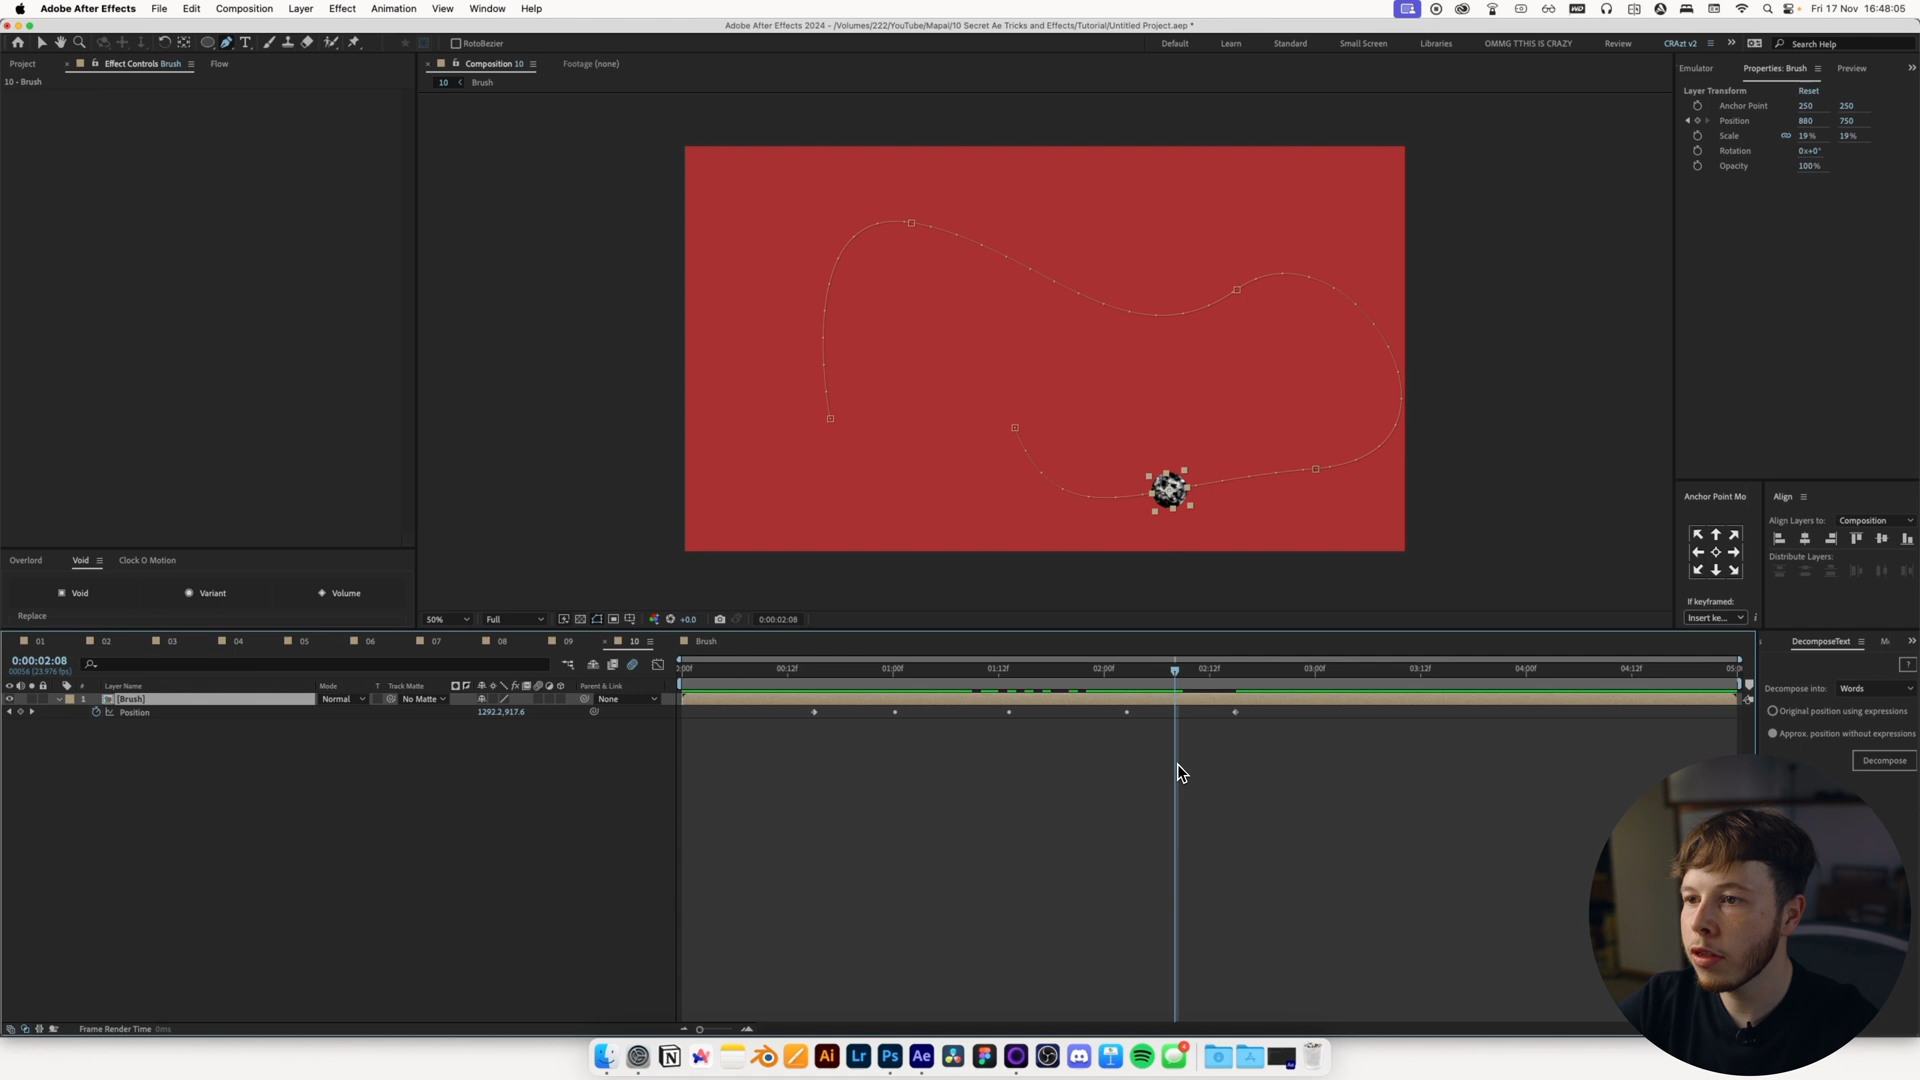 Adobe After Effects File Edit Composition Layer Effect Animation View Window Help Fri 17 Nov 16:48:05
Adobe After Effects 2024 - /Volumes/222/YouTube/Mapal/10 Secret Ae Tricks and Effects/Tutorial/Untitled Project.aep *
RotoBezier Default Learn Standard Small Screen Libraries OMMG TTHIS IS CRAZY Review CRAzt v2 Search Help
Project Effect Controls Brush Flow Composition 10 Footage (none) Emulator Properties: Brush Preview
10 - Brush 10 Brush
Layer Transform Reset
Anchor Point 250 250
Position 880 750
Scale 19% 19%
Rotation 0x+0°
Opacity 100%
Anchor Point Mo Align
Align Layers to: Composition
Distribute Layers:
Overlord Void Clock O Motion
Void Variant Volume
Replace
If keyframed:
Insert ke...
50% Full +0.0 0:00:02:08
01 02 03 04 05 06 07 08 09 10 Brush
DecomposeText
0:00:02:08
00056 (23.976 fps)
:00f 00:12f 01:00f 01:12f 02:00f 02:12f 03:00f 03:12f 04:00f 04:12f 05:0
# Layer Name Mode T Track Matte fx Parent & Link
1 [Brush] Normal No Matte None
Position 1292.2,917.6
?
Decompose into: Words
Original position using expressions
Approx. position without expressions
Decompose
Frame Render Time 0ms
Ai Lr Ps Ae 4